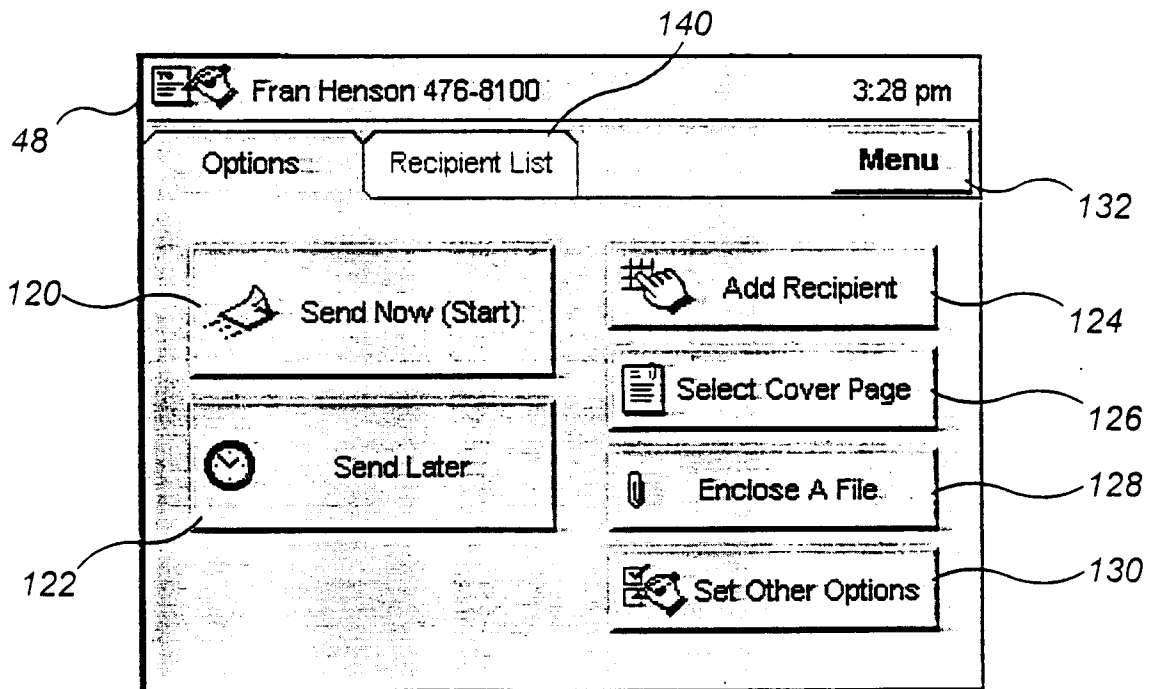 140
Fran Henson 476-8100 3:28 pm
48
Options Recipient List Menu
132
120 Send Now (Start) Add Recipient
124
Select Cover Page
126
Send Later Enclose A File 128
122
Set Other Options 130